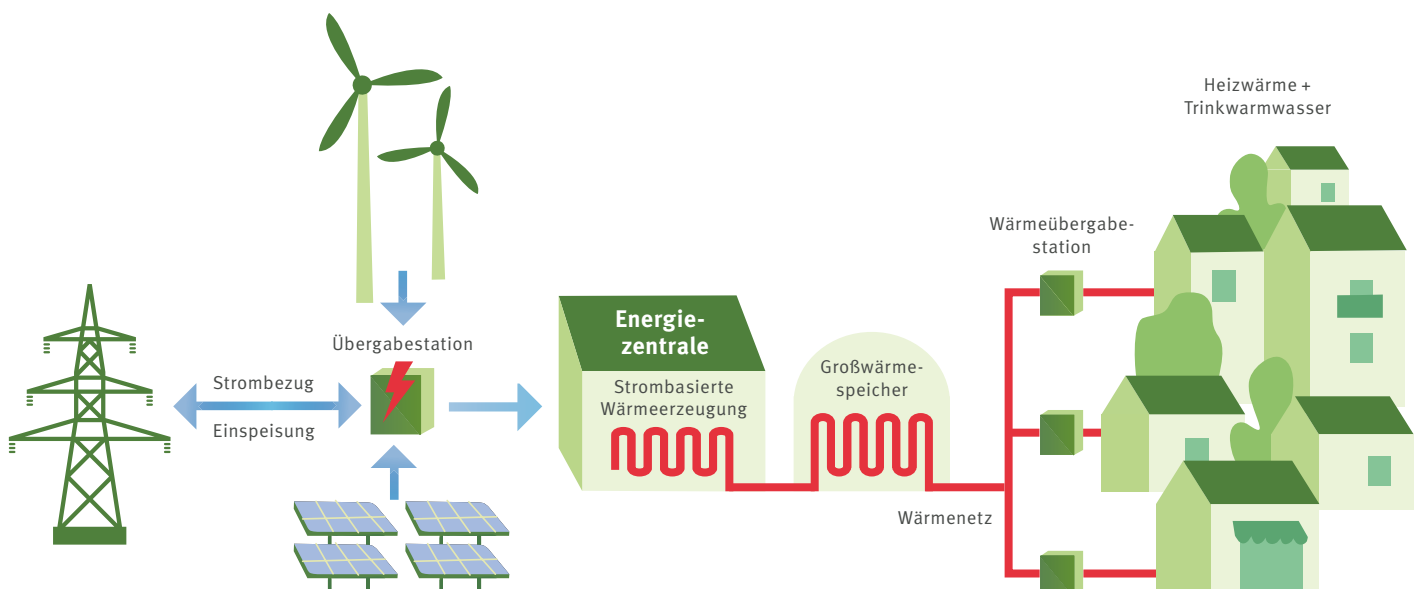 Heizwärme +
Trinkwarmwasser
Wärmeübergabe-
station
Übergabestation
Strombezug
Einspeisung
Energie-
zentrale
Strombasierte
Wärmeerzeugung
Großwärme-
speicher
Wärmenetz